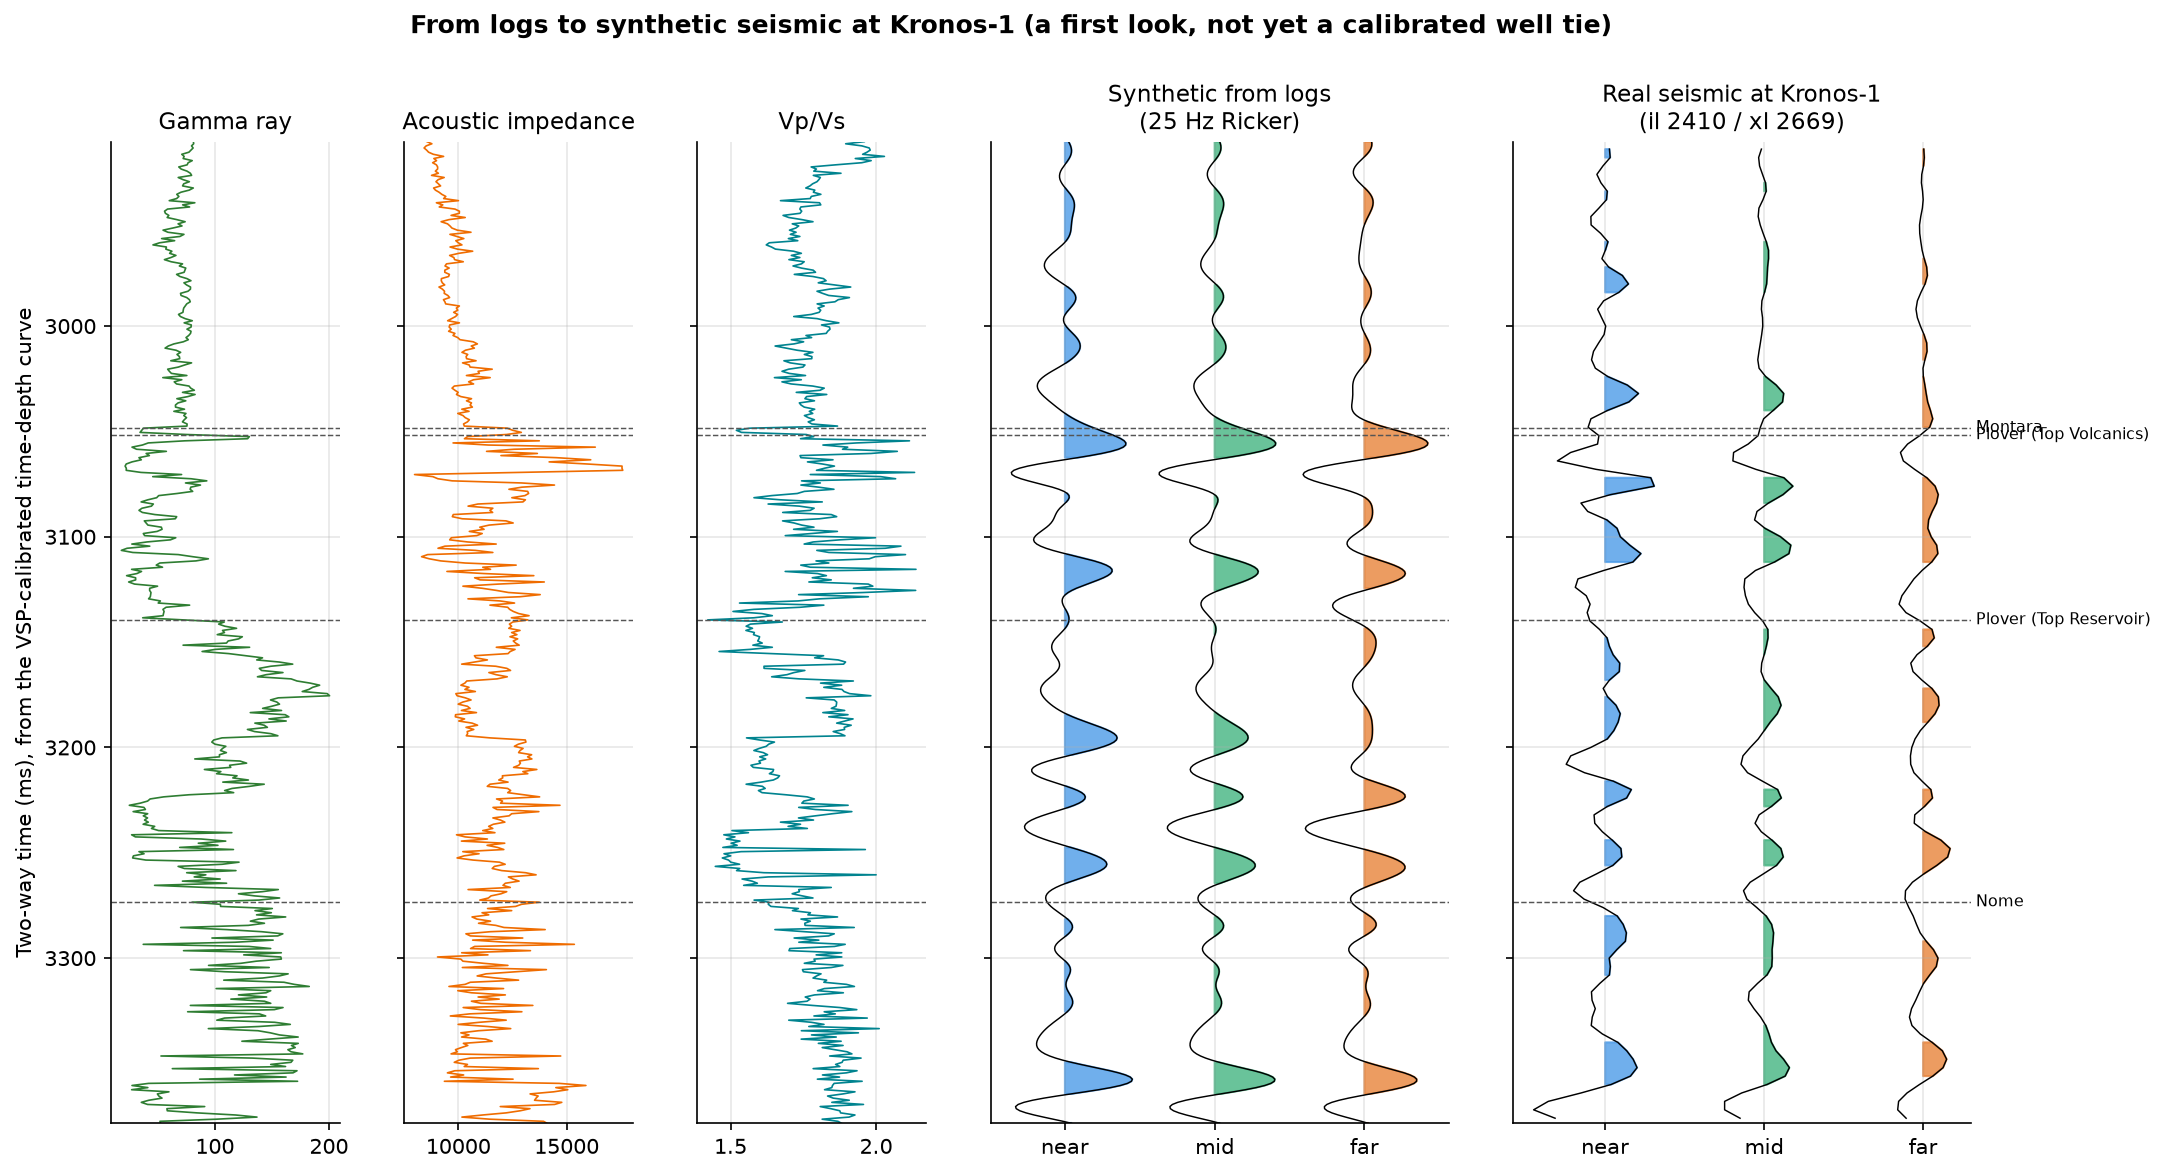 From logs to synthetic seismic at Kronos-1 (a first look, not yet a calibrated well tie)
Gamma ray
Acoustic impedance
Vp/Vs
Synthetic from logs
(25 Hz Ricker)
Real seismic at Kronos-1
(il 2410 / xl 2669)
Two-way time (ms), from the VSP-calibrated time-depth curve
3000
3100
3200
3300
Montara
Plover (Top Volcanics)
Plover (Top Reservoir)
Nome
100
200
10000
15000
1.5
2.0
near
mid
far
near
mid
far